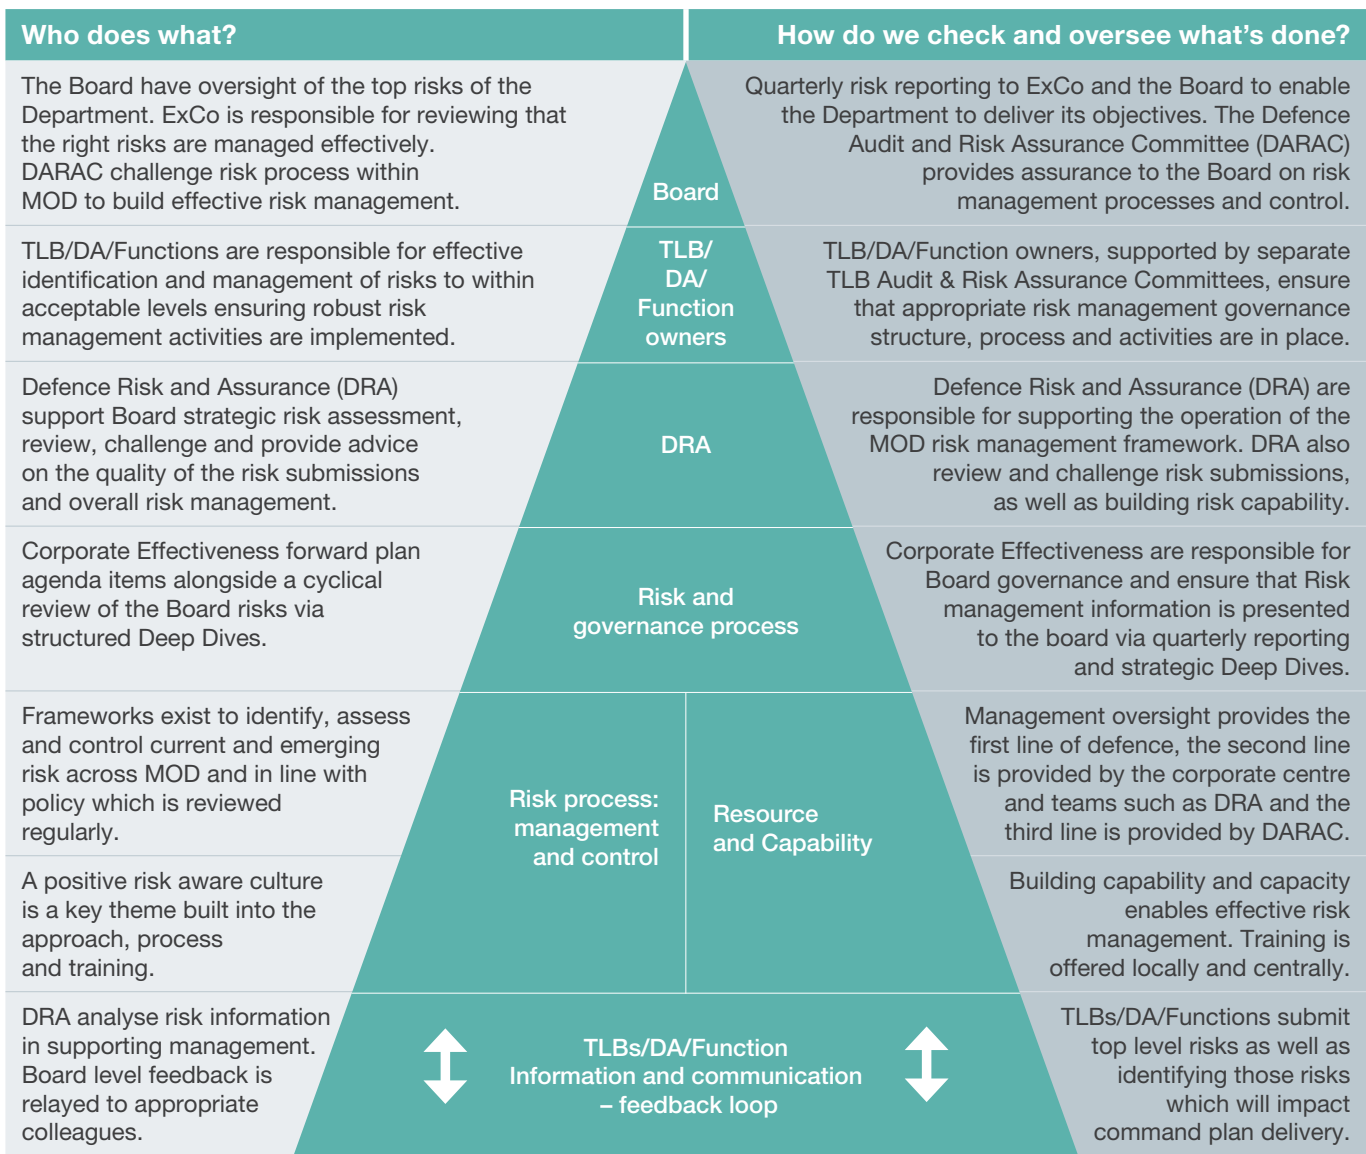 Who does what?
How do we check and oversee what's done?
The Board have oversight of the top risks of the
Department. ExCo is responsible for reviewing that
the right risks are managed effectively.
DARAC challenge risk process within
MOD to build effective risk management.
Board
Quarterly risk reporting to ExCo and the Board to enable
the Department to deliver its objectives. The Defence
Audit and Risk Assurance Committee (DARAC)
provides assurance to the Board on risk
management processes and control.
TLB/DA/Functions are responsible for effective
identification and management of risks to within
acceptable levels ensuring robust risk
management activities are implemented.
TLB/
DA/
Function
owners
TLB/DA/Function owners, supported by separate
TLB Audit & Risk Assurance Committees, ensure
that appropriate risk management governance
structure, process and activities are in place.
Defence Risk and Assurance (DRA)
support Board strategic risk assessment,
review, challenge and provide advice
on the quality of the risk submissions
and overall risk management.
DRA
Defence Risk and Assurance (DRA) are
responsible for supporting the operation of the
MOD risk management framework. DRA also
review and challenge risk submissions,
as well as building risk capability.
Corporate Effectiveness forward plan
agenda items alongside a cyclical
review of the Board risks via
structured Deep Dives.
Risk and
governance process
Corporate Effectiveness are responsible for
Board governance and ensure that Risk
management information is presented
to the board via quarterly reporting
and strategic Deep Dives.
Frameworks exist to identify, assess
and control current and emerging
risk across MOD and in line with
policy which is reviewed
regularly.
Risk process:
management
and control
Resource
and Capability
Management oversight provides the
first line of defence, the second line
is provided by the corporate centre
and teams such as DRA and the
third line is provided by DARAC.
A positive risk aware culture
is a key theme built into the
approach, process
and training.
Building capability and capacity
enables effective risk
management. Training is
offered locally and centrally.
DRA analyse risk information
in supporting management.
Board level feedback is
relayed to appropriate
colleagues.
TLBs/DA/Function
Information and communication
– feedback loop
TLBs/DA/Functions submit
top level risks as well as
identifying those risks
which will impact
command plan delivery.